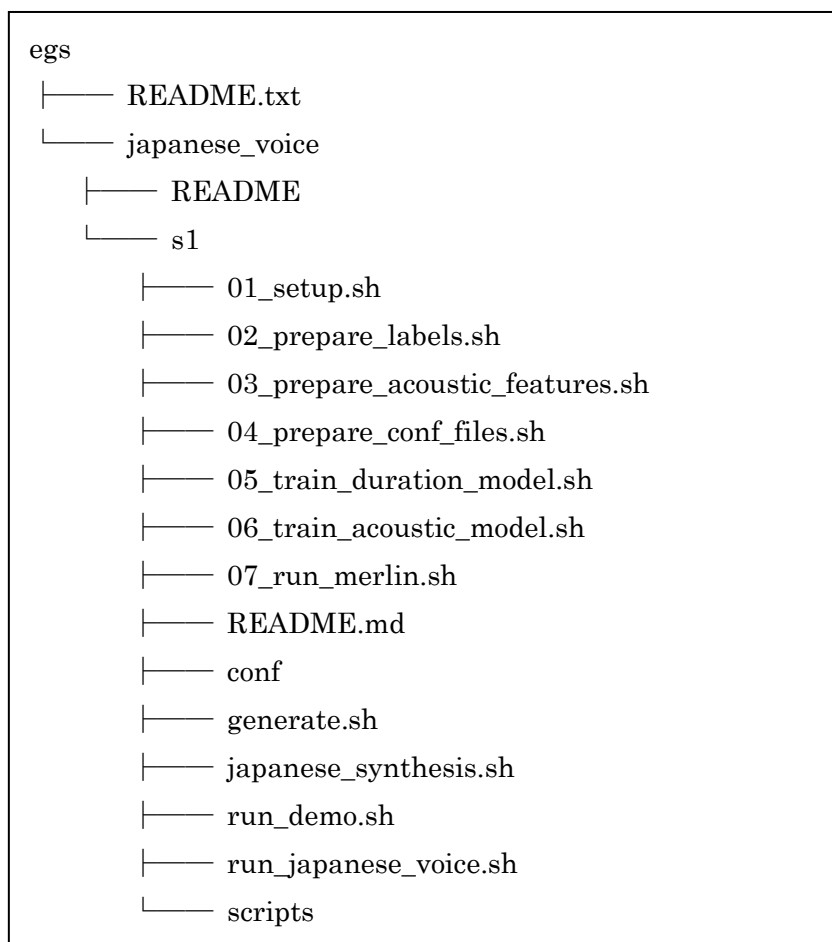 egs
├── README.txt
└── japanese_voice
    ├── README
    └── s1
        ├── 01_setup.sh
        ├── 02_prepare_labels.sh
        ├── 03_prepare_acoustic_features.sh
        ├── 04_prepare_conf_files.sh
        ├── 05_train_duration_model.sh
        ├── 06_train_acoustic_model.sh
        ├── 07_run_merlin.sh
        ├── README.md
        ├── conf
        ├── generate.sh
        ├── japanese_synthesis.sh
        ├── run_demo.sh
        ├── run_japanese_voice.sh
        └── scripts